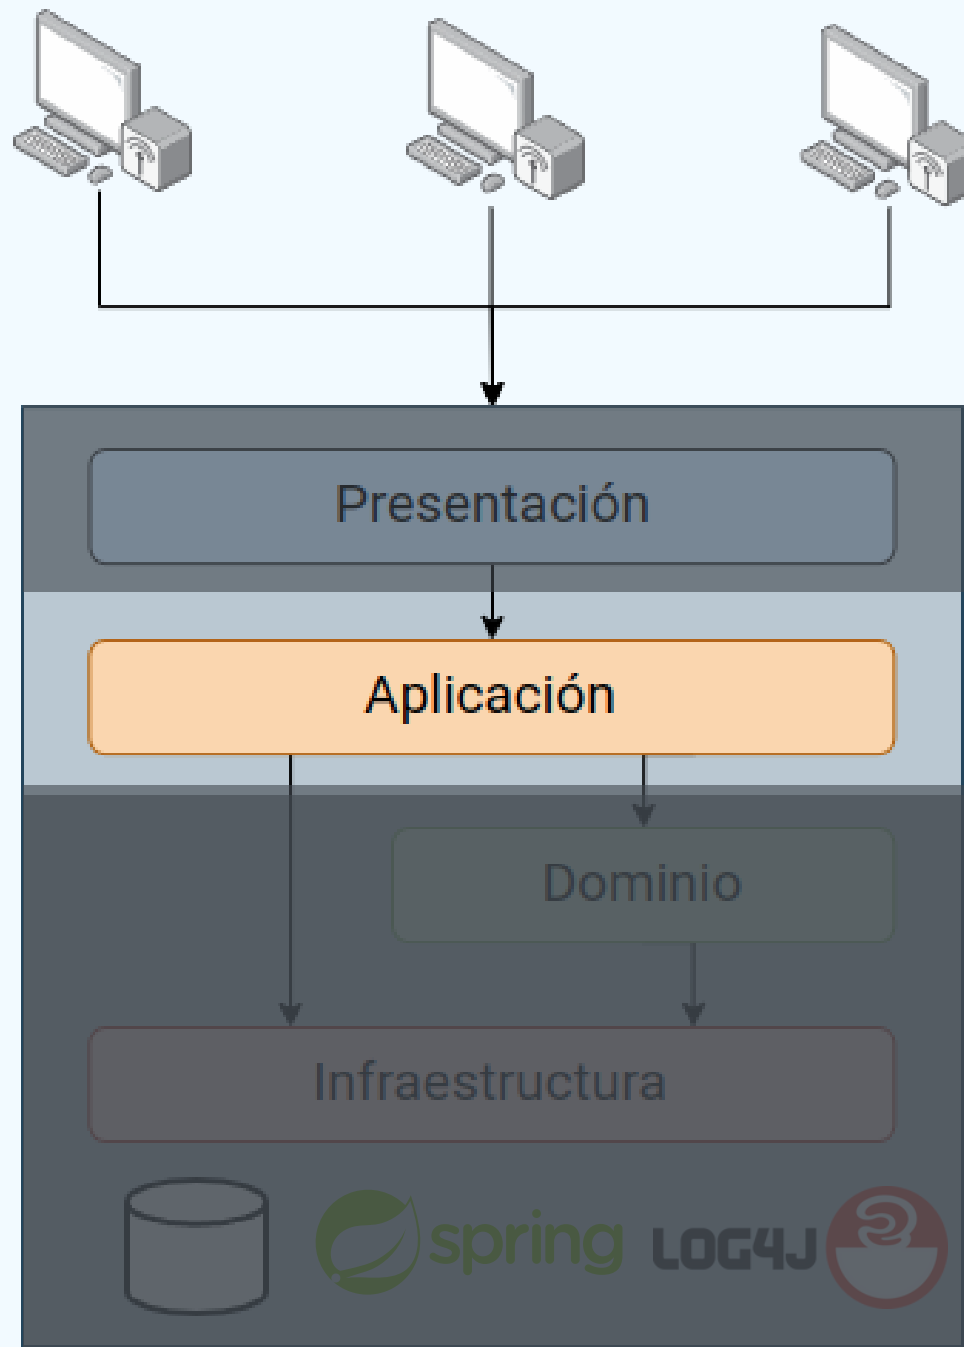 Presentación
Aplicación
Dominio
Infraestructura
spring LOG4J